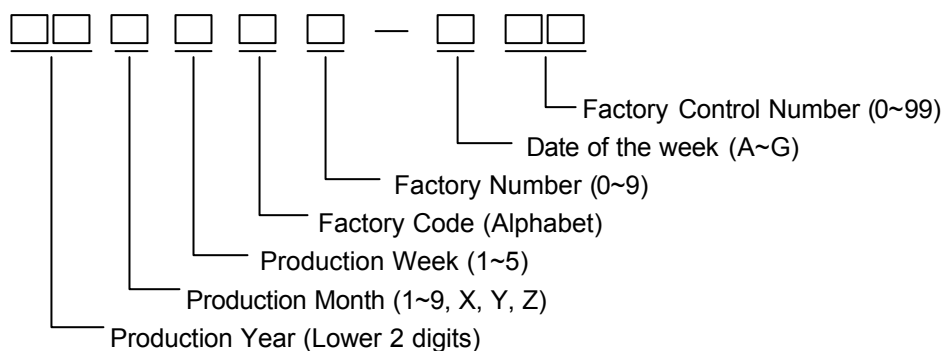 Factory Control Number (0~99)
Date of the week (A~G)
Factory Number (0~9)
Factory Code (Alphabet)
Production Week (1~5)
Production Month (1~9, X, Y, Z)
Production Year (Lower 2 digits)